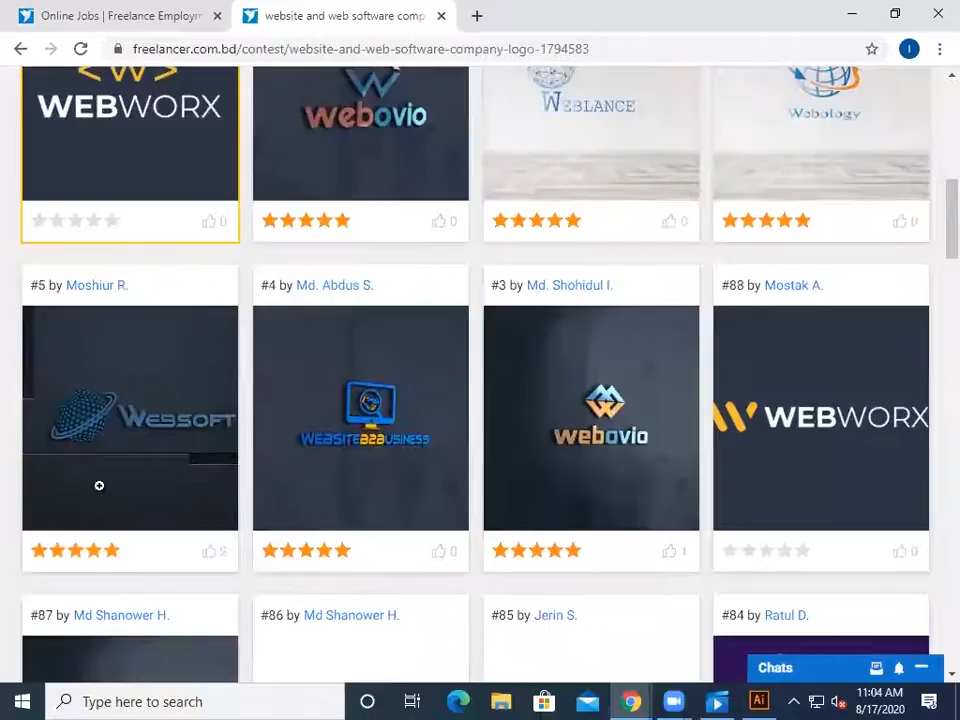 Online Jobs | Freelance Employm
website and web software comp
freelancer.com.bd/contest/website-and-web-software-company-logo-1794583
I
WEBWORX
webovio
WEBLANCE
Webology
0
0
0
0
#5 by Moshiur R.
#4 by Md. Abdus S.
#3 by Md. Shohidul I.
#88 by Mostak A.
WEBSOFT
WEBSITEB2BUSINESS
webovio
WEBWORX
2
0
1
0
#87 by Md Shanower H.
#86 by Md Shanower H.
#85 by Jerin S.
#84 by Ratul D.
Chats
Type here to search
Ai
11:04 AM
8/17/2020